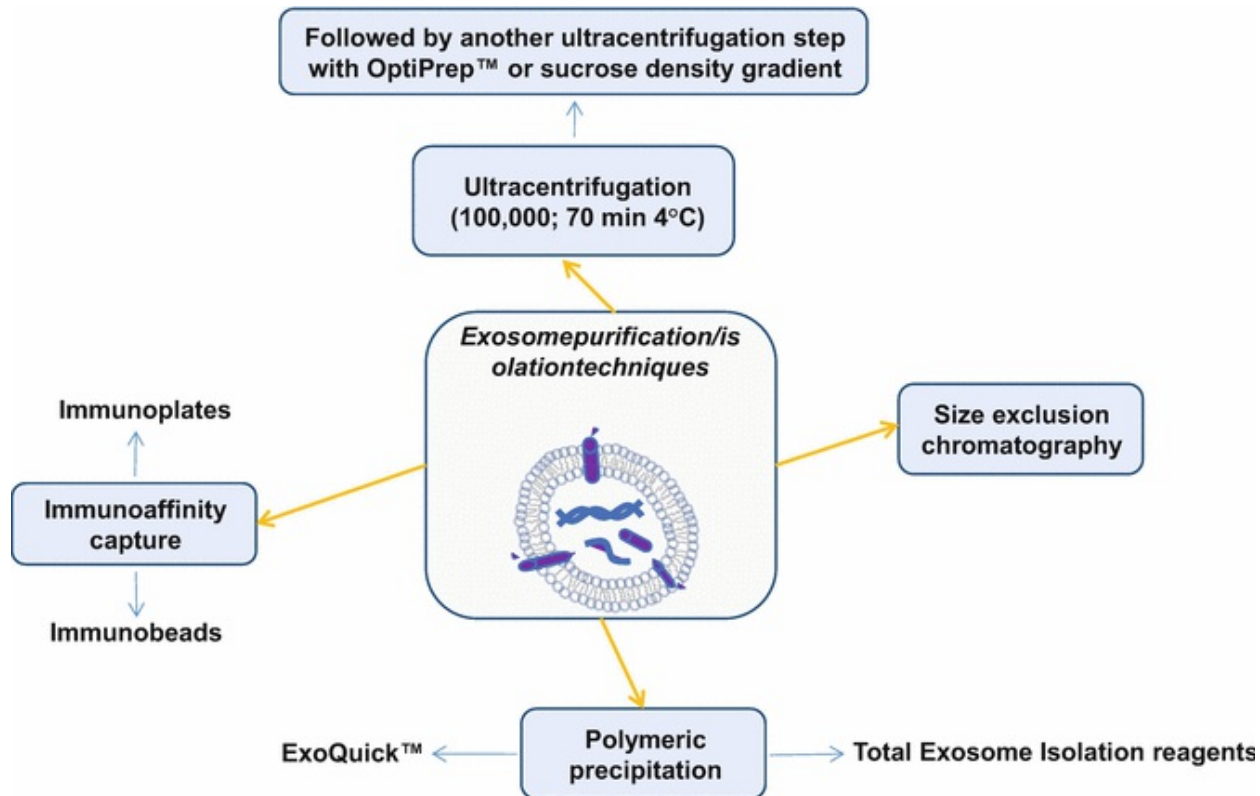 Followed by another ultracentrifugation step
with OptiPrep™ or sucrose density gradient
Ultracentrifugation
(100,000; 70 min 4°C)
Exosomepurification/is
olationtechniques
Size exclusion
chromatography
Immunoplates
Immunoaffinity
capture
Immunobeads
Polymeric
precipitation
ExoQuick™
Total Exosome Isolation reagents